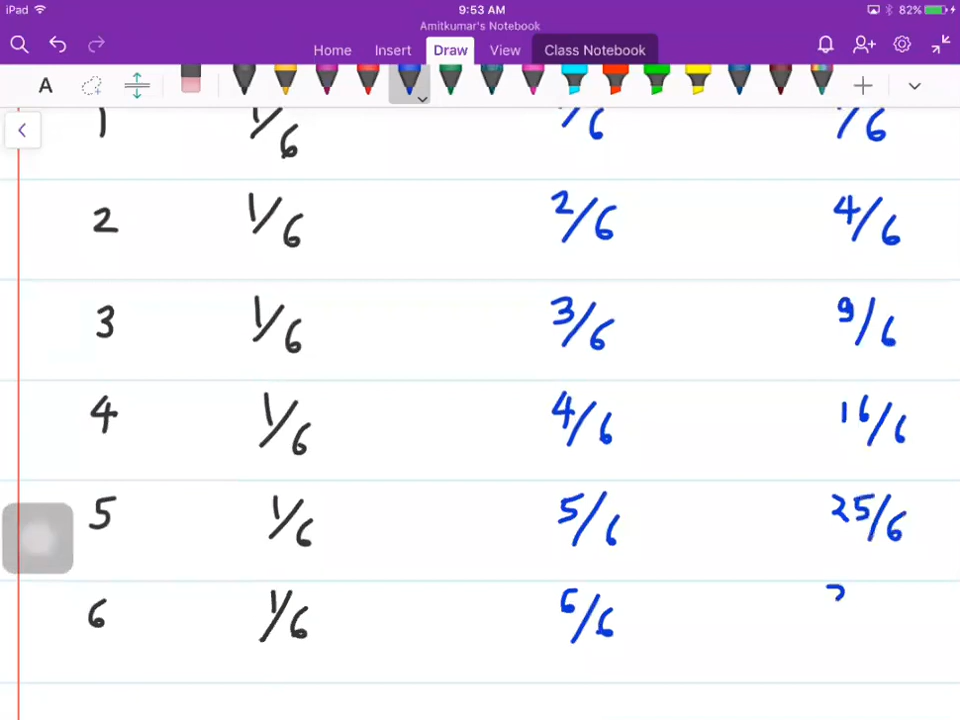 iPad 9:53 AM 82%
Amitkumar's Notebook
Home Insert Draw View Class Notebook
A
1 1/6 1/6 1/6
2 1/6 2/6 4/6
3 1/6 3/6 9/6
4 1/6 4/6 16/6
5 1/6 5/6 25/6
6 1/6 6/6